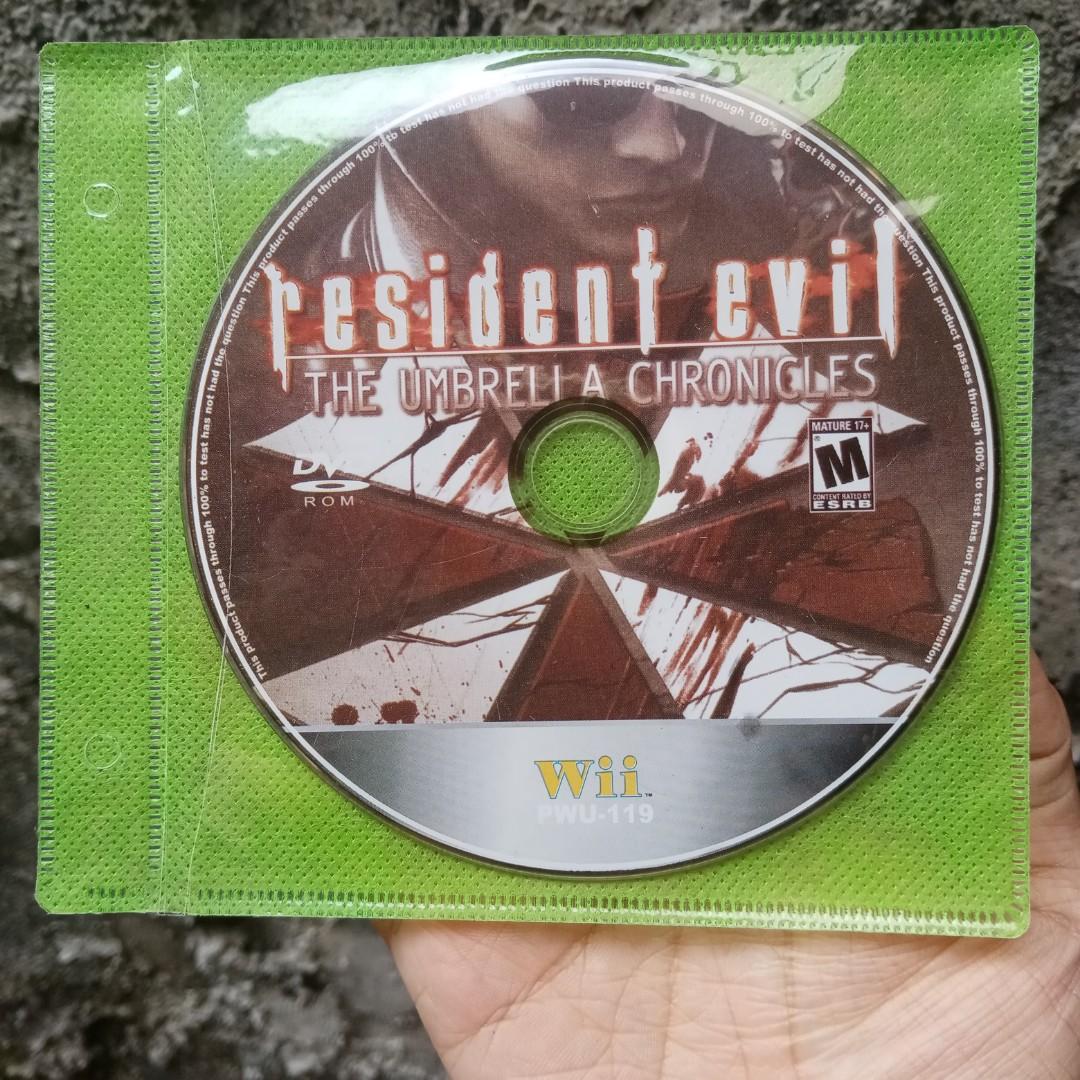 This product passes through 100% to test has not had the question This product passes through 100% to test has not had the question This product passes through 100% to test has not had the question This product passes through 100% to test has not had the question
resident evil
THE UMBRELLA CHRONICLES
MATURE 17+
M
CONTENT RATED BY
ESRB
DV
ROM
Wii™
PWU-119